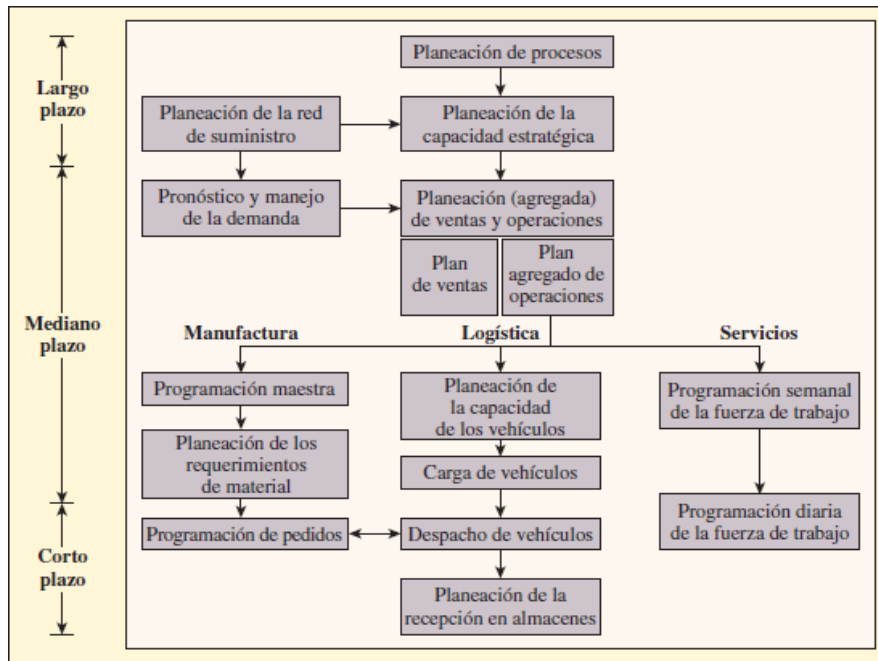 Largo
plazo
Mediano
plazo
Corto
plazo
Planeación de procesos
Planeación de la red
de suministro
Planeación de la
capacidad estratégica
Pronóstico y manejo
de la demanda
Planeación (agregada)
de ventas y operaciones
Plan
de ventas
Plan
agregado de
operaciones
Manufactura
Logística
Servicios
Programación maestra
Planeación de
la capacidad
de los vehículos
Programación semanal
de la fuerza de trabajo
Planeación de los
requerimientos
de material
Carga de vehículos
Programación de pedidos
Despacho de vehículos
Programación diaria
de la fuerza de trabajo
Planeación de la
recepción en almacenes